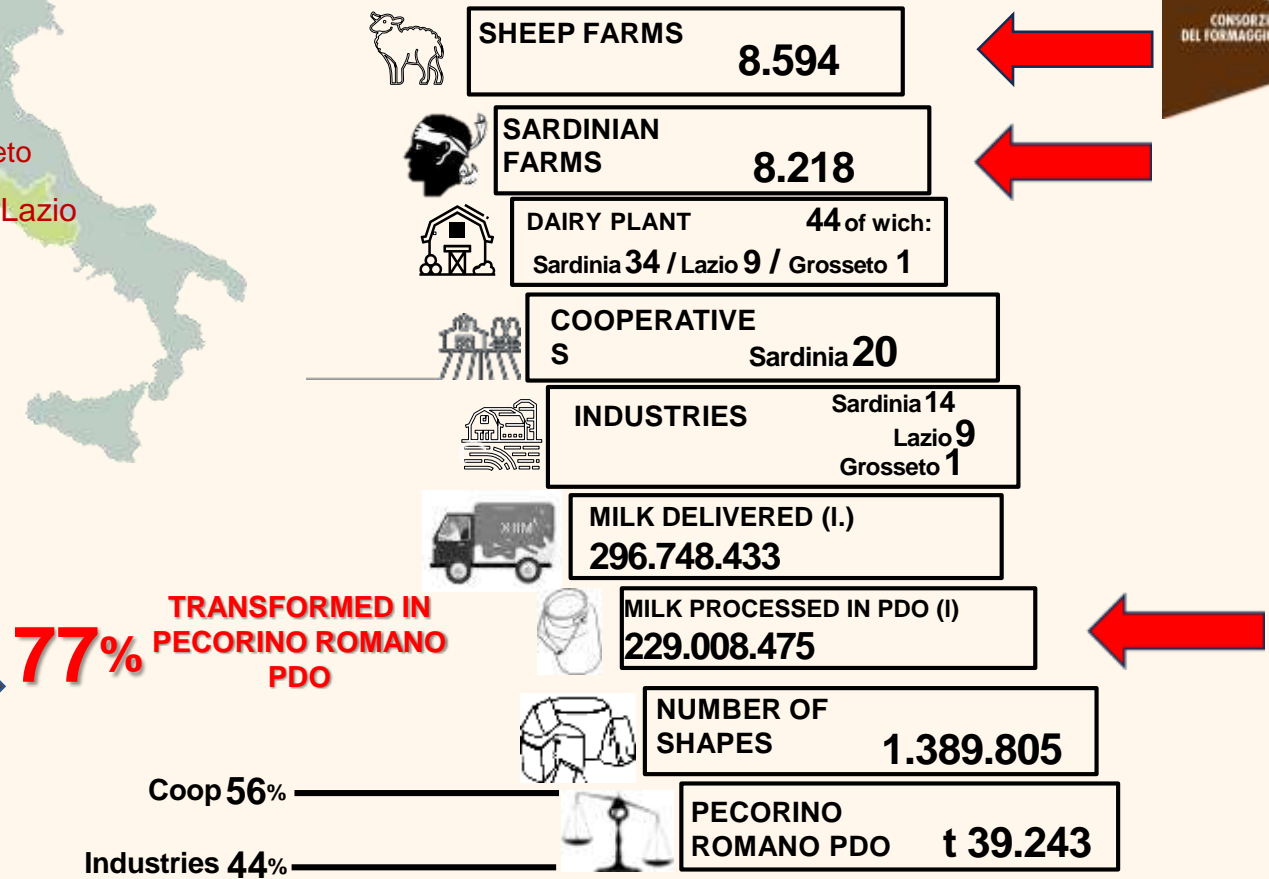 CONSORZI
DEL FORMAGGI
SHEEP FARMS
8.594
eto
Lazio
SARDINIAN
FARMS 8.218
DAIRY PLANT 44 of wich:
Sardinia 34 / Lazio 9 / Grosseto 1
COOPERATIVE
S Sardinia 20
INDUSTRIES Sardinia 14
Lazio 9
Grosseto 1
MILK
MILK DELIVERED (l.)
296.748.433
77% TRANSFORMED IN
PECORINO ROMANO
PDO
MILK PROCESSED IN PDO (l)
229.008.475
NUMBER OF
SHAPES 1.389.805
Coop 56%
Industries 44%
PECORINO
ROMANO PDO t 39.243